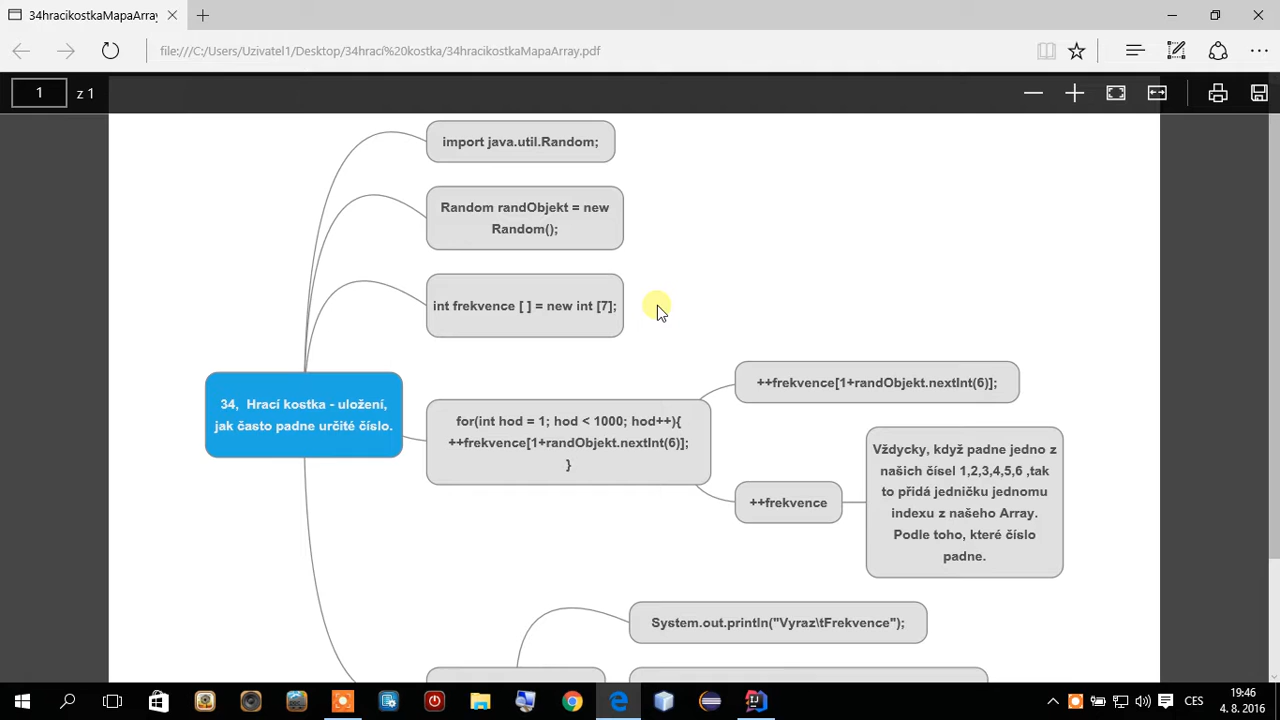 34hracikostkaMapaArray
file:///C:/Users/Uzivatel1/Desktop/34hrací%20kostka/34hracikostkaMapaArray.pdf
1 z 1
import java.util.Random;
Random randObjekt = new
Random();
int frekvence [ ] = new int [7];
34, Hrací kostka - uložení,
jak často padne určité číslo.
for(int hod = 1; hod < 1000; hod++){
++frekvence[1+randObjekt.nextInt(6)];
}
++frekvence[1+randObjekt.nextInt(6)];
++frekvence
Vždycky, když padne jedno z
našich čísel 1,2,3,4,5,6 ,tak
to přidá jedničku jednomu
indexu z našeho Array.
Podle toho, které číslo
padne.
System.out.println("Vyraz\tFrekvence");
CES
19:46
4. 8. 2016